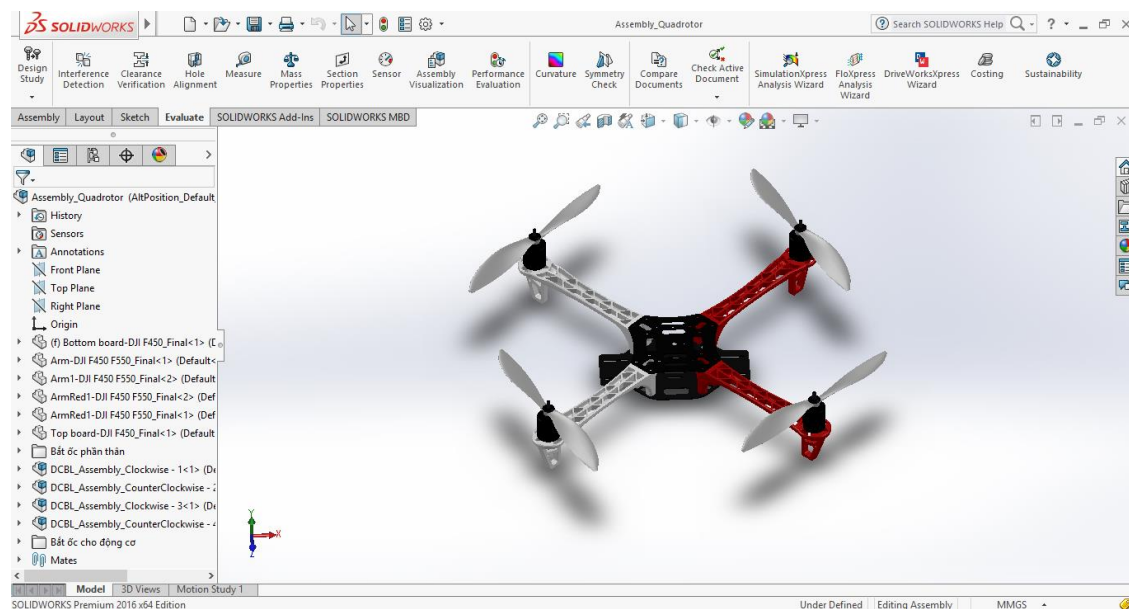 SOLIDWORKS
Assembly_Quadrotor
Search SOLIDWORKS Help
?
Design Study
Interference Detection
Clearance Verification
Hole Alignment
Measure
Mass Properties
Section Properties
Sensor
Assembly Visualization
Performance Evaluation
Curvature
Symmetry Check
Compare Documents
Check Active Document
SimulationXpress Analysis Wizard
FloXpress Analysis Wizard
DriveWorksXpress Wizard
Costing
Sustainability
Assembly Layout Sketch Evaluate SOLIDWORKS Add-Ins SOLIDWORKS MBD
Assembly_Quadrotor (AltPosition_Default
History
Sensors
Annotations
Front Plane
Top Plane
Right Plane
Origin
(f) Bottom board-DJI F450_Final<1> (
Arm-DJI F450 F550_Final<1> (Default<
Arm1-DJI F450 F550_Final<2> (Default
ArmRed1-DJI F450 F550_Final<2> (Def
ArmRed1-DJI F450 F550_Final<1> (Def
Top board-DJI F450_Final<1> (Default
Bắt ốc phần thân
DCBL_Assembly_Clockwise - 1<1> (De
DCBL_Assembly_CounterClockwise - 2
DCBL_Assembly_Clockwise - 3<1> (De
DCBL_Assembly_CounterClockwise - 4
Bắt ốc cho động cơ
Mates
Y
X
Z
Model 3D Views Motion Study 1
SOLIDWORKS Premium 2016 x64 Edition
Under Defined Editing Assembly MMGS